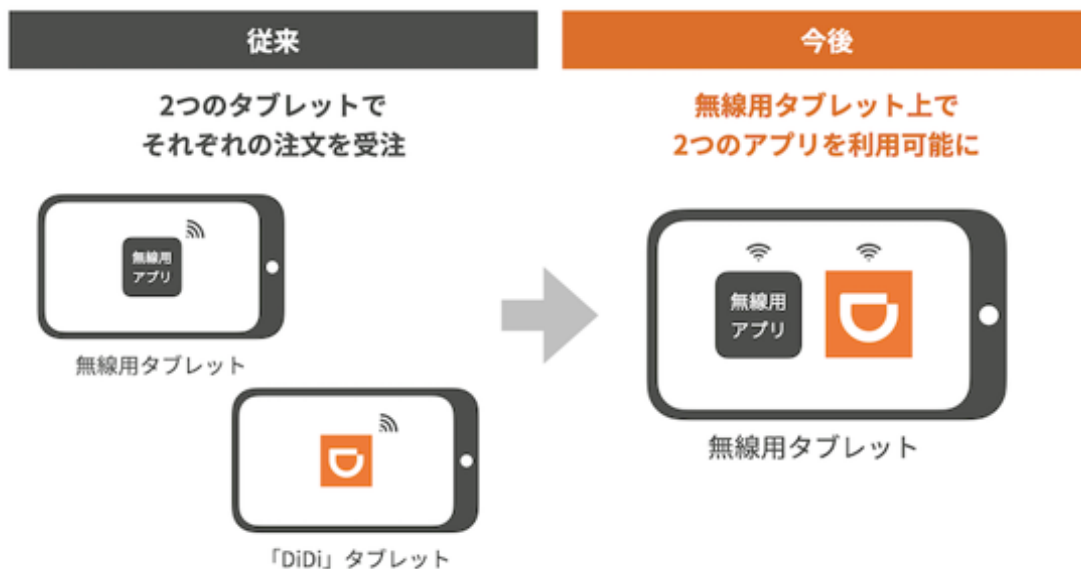 従来
2つのタブレットで
それぞれの注文を受注
無線用
アプリ
無線用タブレット
「DiDi」タブレット
今後
無線用タブレット上で
2つのアプリを利用可能に
無線用
アプリ
無線用タブレット